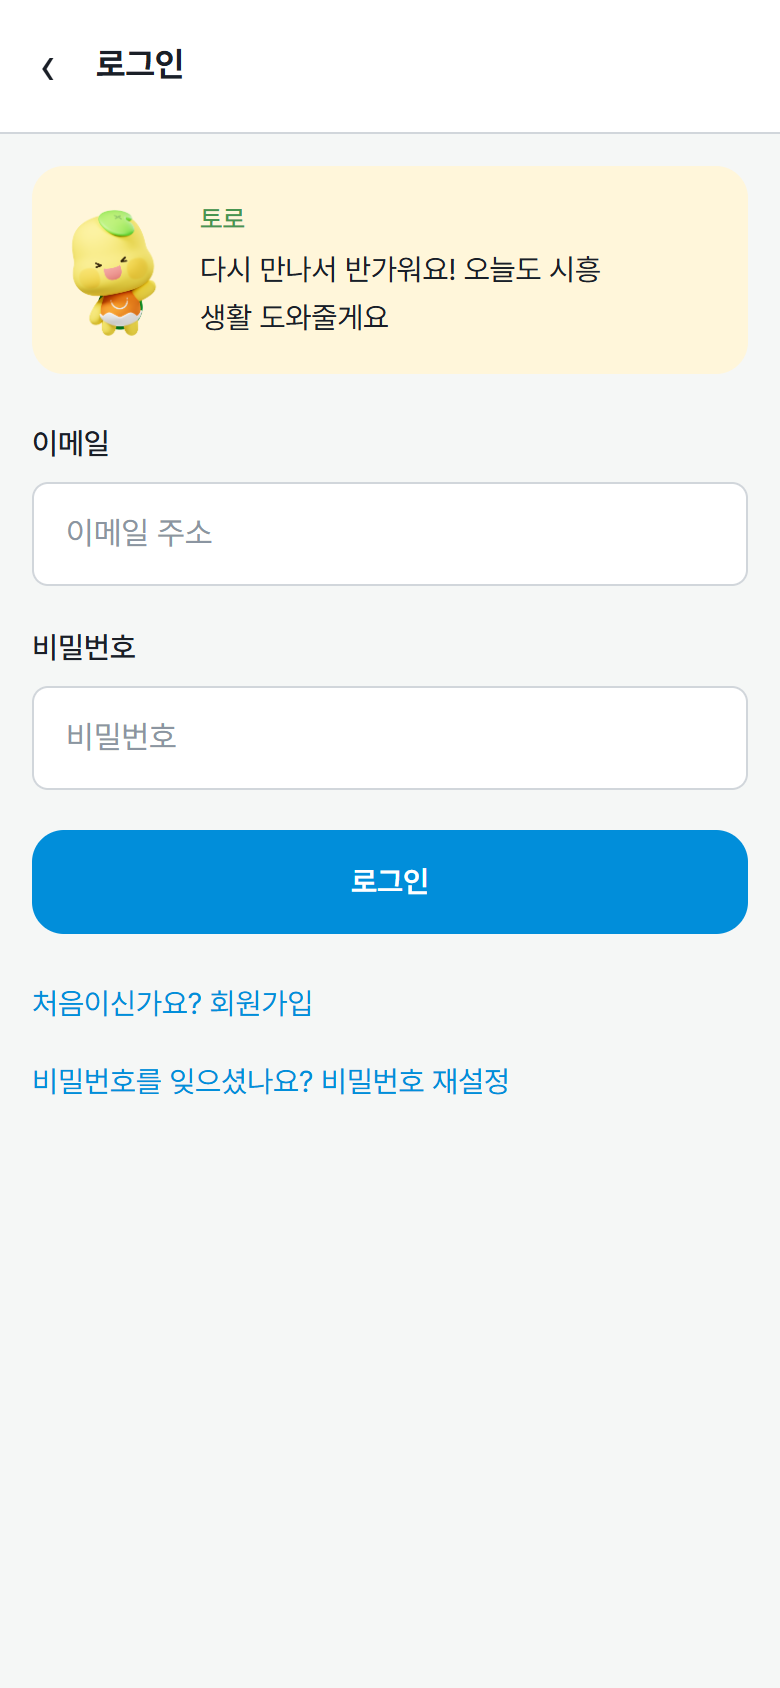 로그인
토로
다시 만나서 반가워요! 오늘도 시흥
생활 도와줄게요
이메일
이메일 주소
비밀번호
비밀번호
로그인
처음이신가요? 회원가입
비밀번호를 잊으셨나요? 비밀번호 재설정